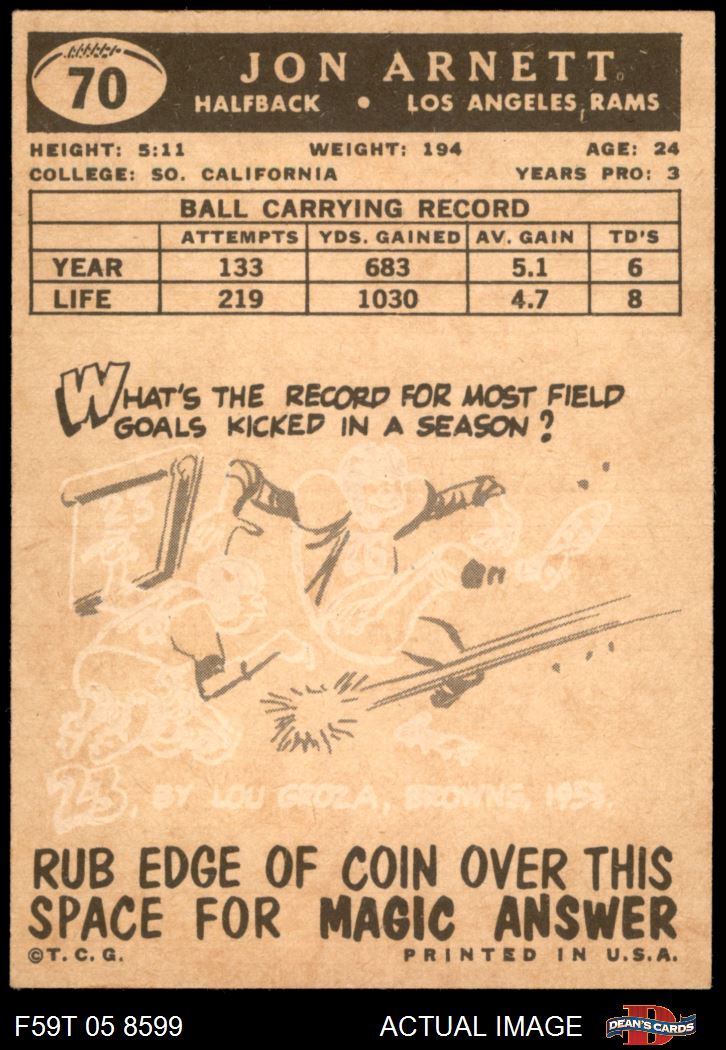 70
JON ARNETT
HALFBACK • LOS ANGELES RAMS
HEIGHT: 5:11 WEIGHT: 194 AGE: 24
COLLEGE: SO. CALIFORNIA YEARS PRO: 3
BALL CARRYING RECORD
ATTEMPTS YDS. GAINED AV. GAIN TD'S
YEAR 133 683 5.1 6
LIFE 219 1030 4.7 8
WHAT'S THE RECORD FOR MOST FIELD
GOALS KICKED IN A SEASON?
23
23, BY LOU GROZA, BROWNS, 1953.
RUB EDGE OF COIN OVER THIS
SPACE FOR MAGIC ANSWER
©T.C.G. PRINTED IN U.S.A.
F59T 05 8599 ACTUAL IMAGE DEAN'S CARDS